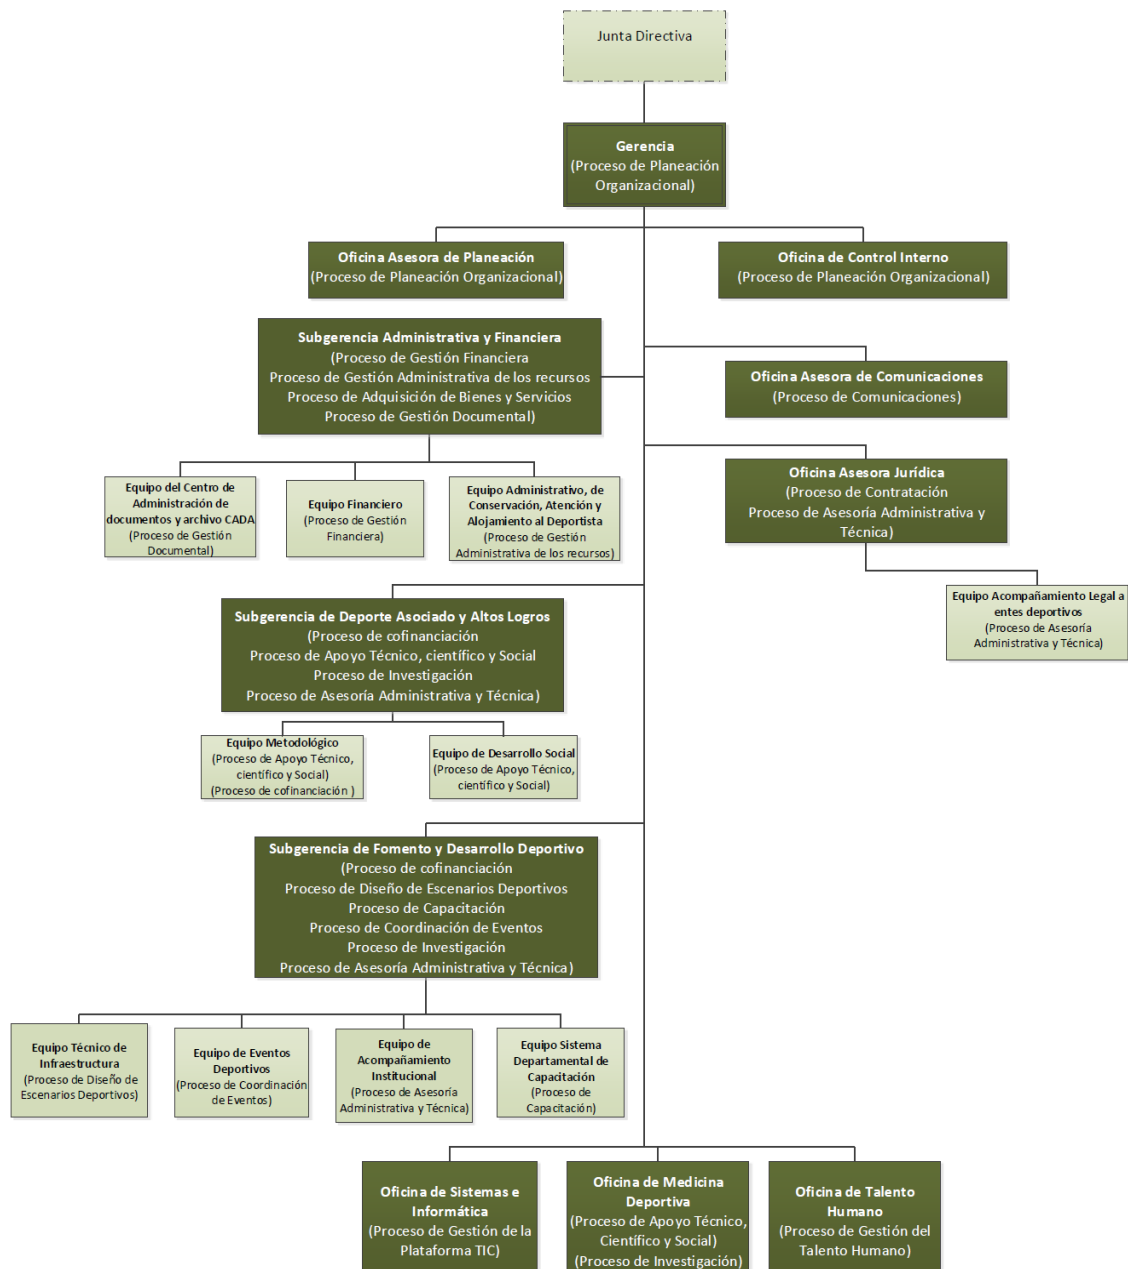 Junta Directiva
Gerencia
(Proceso de Planeación
Organizacional)
Oficina Asesora de Planeación
(Proceso de Planeación Organizacional)
Oficina de Control Interno
(Proceso de Planeación Organizacional)
Subgerencia Administrativa y Financiera
(Proceso de Gestión Financiera
Proceso de Gestión Administrativa de los recursos
Proceso de Adquisición de Bienes y Servicios
Proceso de Gestión Documental)
Oficina Asesora de Comunicaciones
(Proceso de Comunicaciones)
Oficina Asesora Jurídica
(Proceso de Contratación
Proceso de Asesoría Administrativa y
Técnica)
Equipo del Centro de
Administración de
documentos y archivo CADA
(Proceso de Gestión
Documental)
Equipo Financiero
(Proceso de Gestión
Financiera)
Equipo Administrativo, de
Conservación, Atención y
Alojamiento al Deportista
(Proceso de Gestión
Administrativa de los recursos)
Equipo Acompañamiento Legal a
entes deportivos
(Proceso de Asesoría
Administrativa y Técnica)
Subgerencia de Deporte Asociado y Altos Logros
(Proceso de cofinanciación
Proceso de Apoyo Técnico, científico y Social
Proceso de Investigación
Proceso de Asesoría Administrativa y Técnica)
Equipo Metodológico
(Proceso de Apoyo Técnico,
científico y Social)
(Proceso de cofinanciación )
Equipo de Desarrollo Social
(Proceso de Apoyo Técnico,
científico y Social)
Subgerencia de Fomento y Desarrollo Deportivo
(Proceso de cofinanciación
Proceso de Diseño de Escenarios Deportivos
Proceso de Capacitación
Proceso de Coordinación de Eventos
Proceso de Investigación
Proceso de Asesoría Administrativa y Técnica)
Equipo Técnico de
Infraestructura
(Proceso de Diseño de
Escenarios Deportivos)
Equipo de Eventos
Deportivos
(Proceso de Coordinación
de Eventos)
Equipo de
Acompañamiento
Institucional
(Proceso de Asesoría
Administrativa y Técnica)
Equipo Sistema
Departamental de
Capacitación
(Proceso de
Capacitación)
Oficina de Sistemas e
Informática
(Proceso de Gestión de la
Plataforma TIC)
Oficina de Medicina
Deportiva
(Proceso de Apoyo Técnico,
Científico y Social)
(Proceso de Investigación)
Oficina de Talento
Humano
(Proceso de Gestión del
Talento Humano)